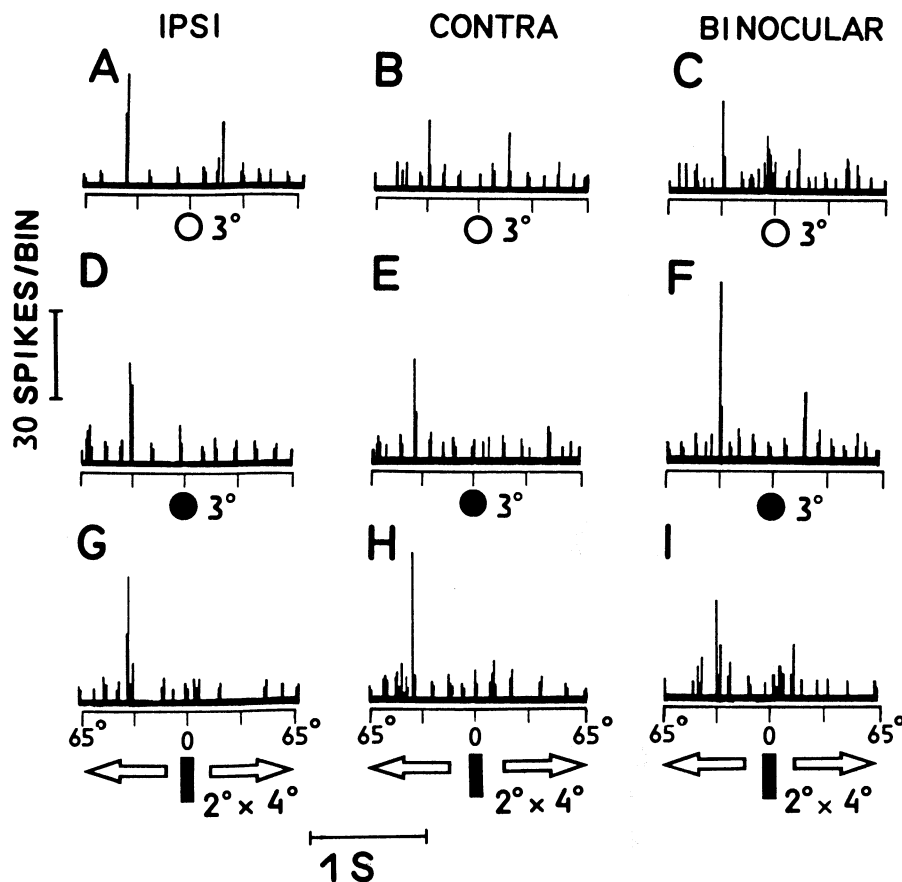 IPSI CONTRA BINOCULAR
A B C
3° 3° 3°
30 SPIKES/BIN
D E F
3° 3° 3°
G H I
65° 0 65° 65° 0 65° 65° 0 65°
2° × 4° 2° × 4° 2° × 4°
1 S